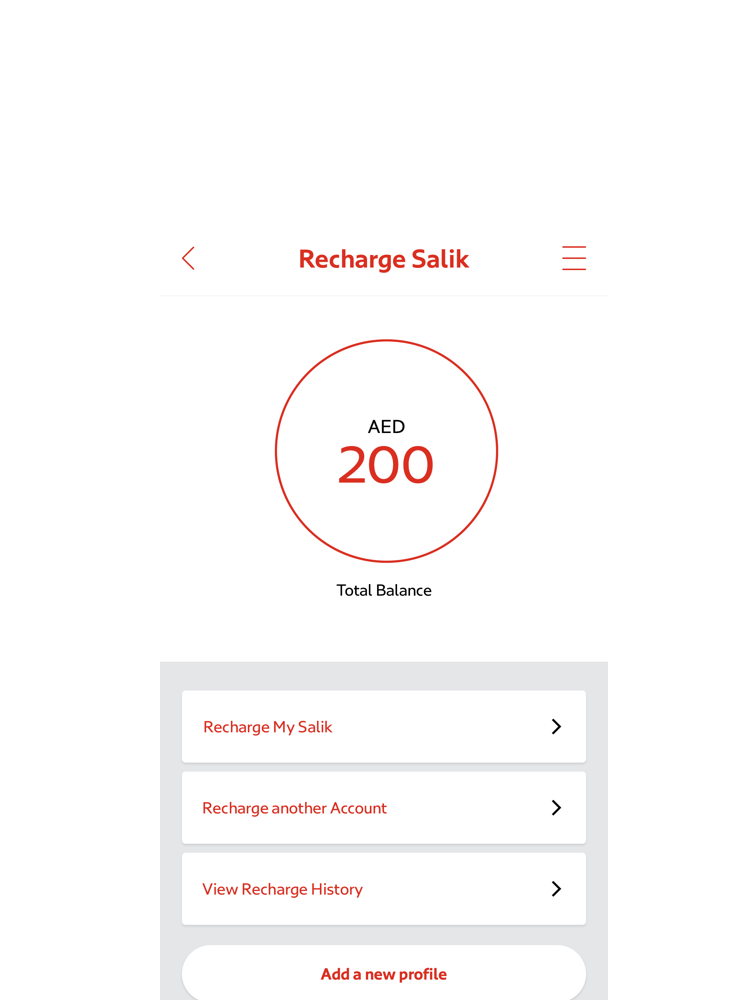 Recharge Salik
AED
200
Total Balance
Recharge My Salik
Recharge another Account
View Recharge History
Add a new profile